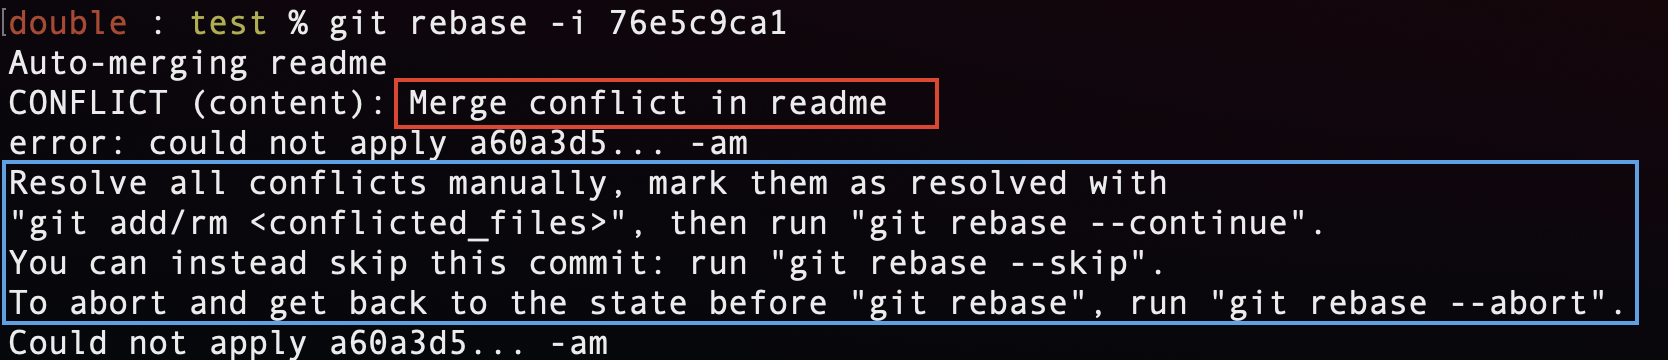 double : test % git rebase -i 76e5c9ca1
Auto-merging readme
CONFLICT (content): Merge conflict in readme
error: could not apply a60a3d5... -am
Resolve all conflicts manually, mark them as resolved with
"git add/rm <conflicted_files>", then run "git rebase --continue".
You can instead skip this commit: run "git rebase --skip".
To abort and get back to the state before "git rebase", run "git rebase --abort".
Could not apply a60a3d5... -am